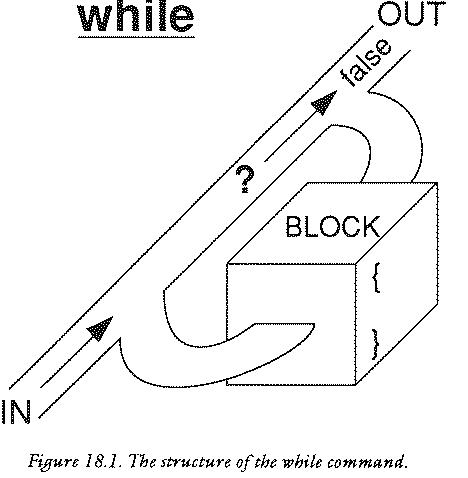 while
OUT
false
?
BLOCK
{
}
IN
Figure 18.1. The structure of the while command.